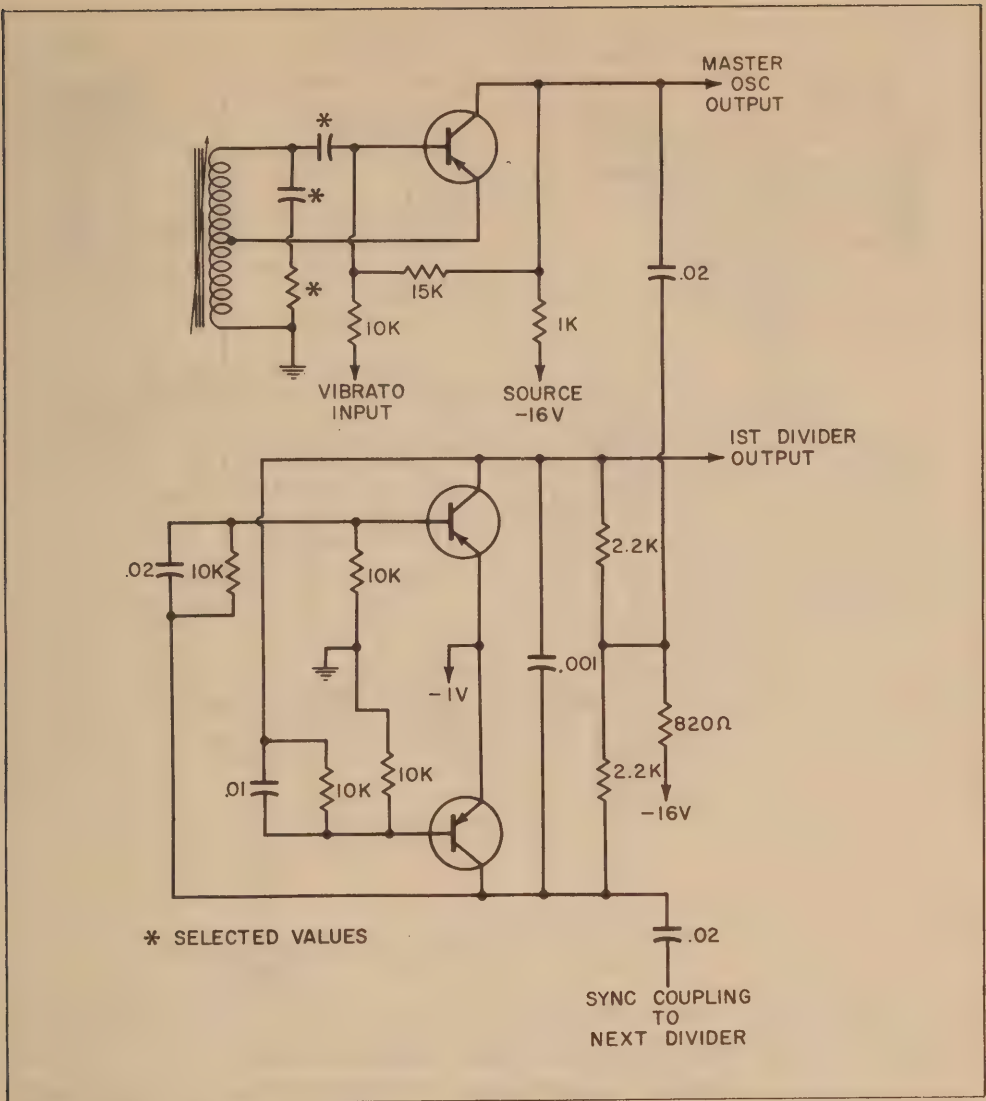 MASTER
OSC
OUTPUT
*
*
*
.02
15K
10K
1K
VIBRATO
INPUT
SOURCE
-16V
1ST DIVIDER
OUTPUT
2.2K
.02
10K
10K
.001
-1V
820Ω
.01
10K
10K
2.2K
-16V
* SELECTED VALUES
.02
SYNC COUPLING
TO
NEXT DIVIDER